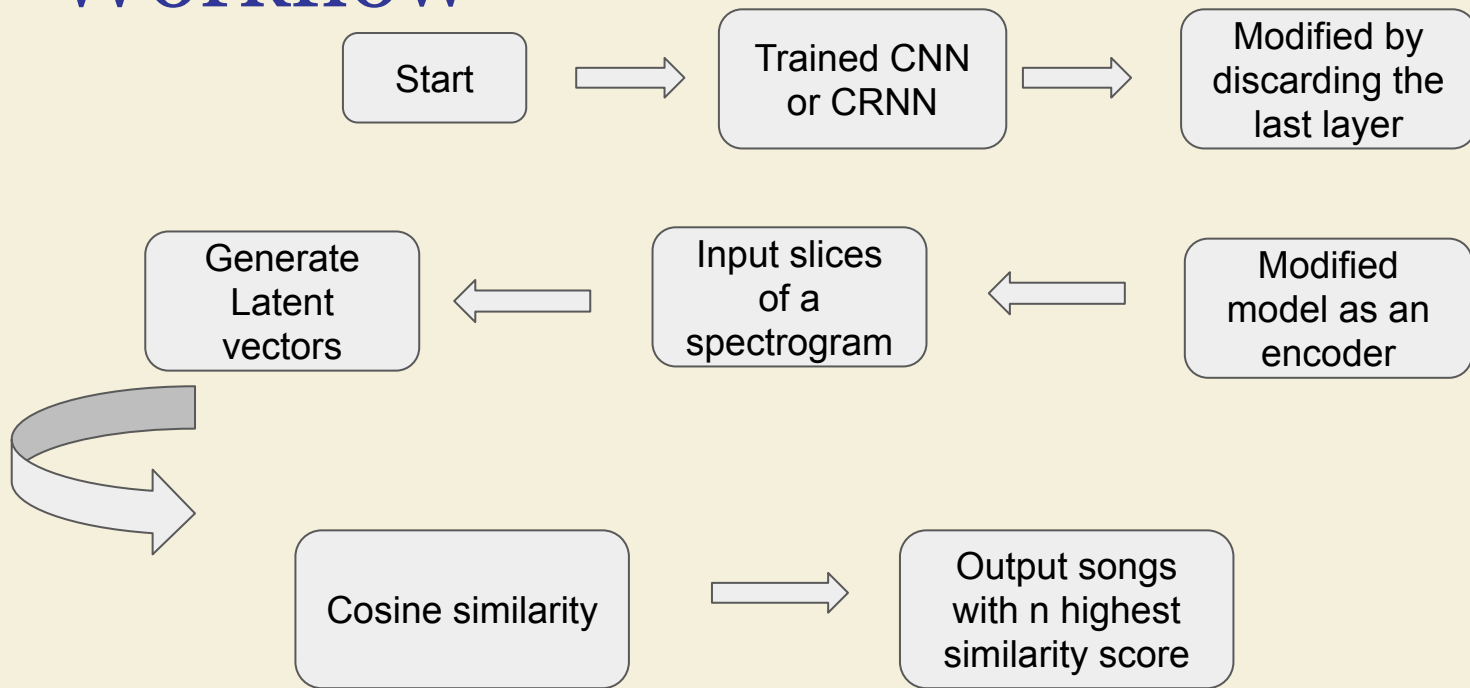 Workflow
Start
Trained CNN
or CRNN
Modified by
discarding the
last layer
Modified
model as an
encoder
Input slices
of a
spectrogram
Generate
Latent
vectors
Cosine similarity
Output songs
with n highest
similarity score